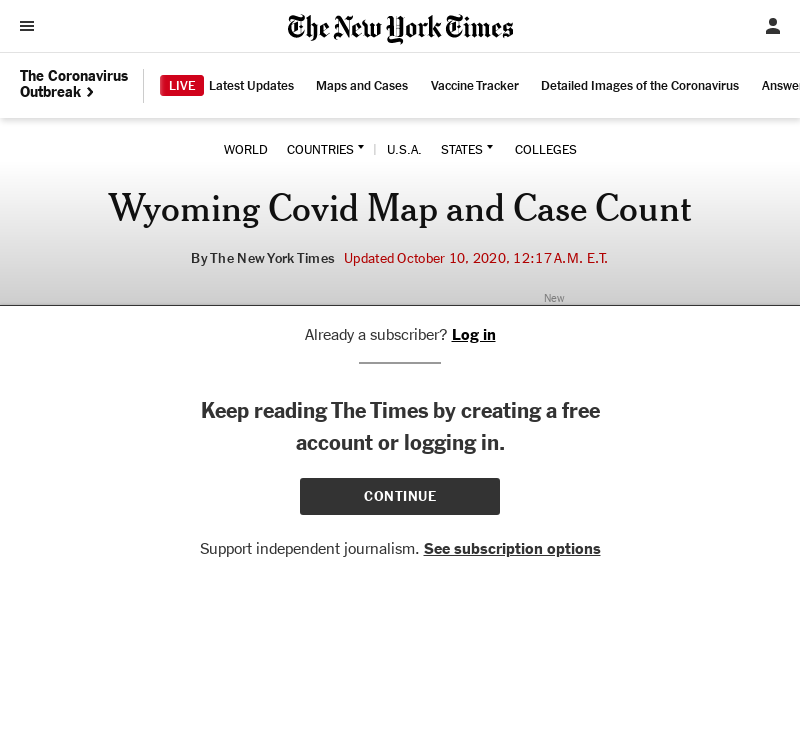 The New York Times
The Coronavirus
Outbreak
LIVE Latest Updates Maps and Cases Vaccine Tracker Detailed Images of the Coronavirus Answe
WORLD COUNTRIES | U.S.A. STATES COLLEGES
Wyoming Covid Map and Case Count
By The New York Times Updated October 10, 2020, 12:17 A.M. E.T.
New
Already a subscriber? Log in
Keep reading The Times by creating a free
account or logging in.
CONTINUE
Support independent journalism. See subscription options